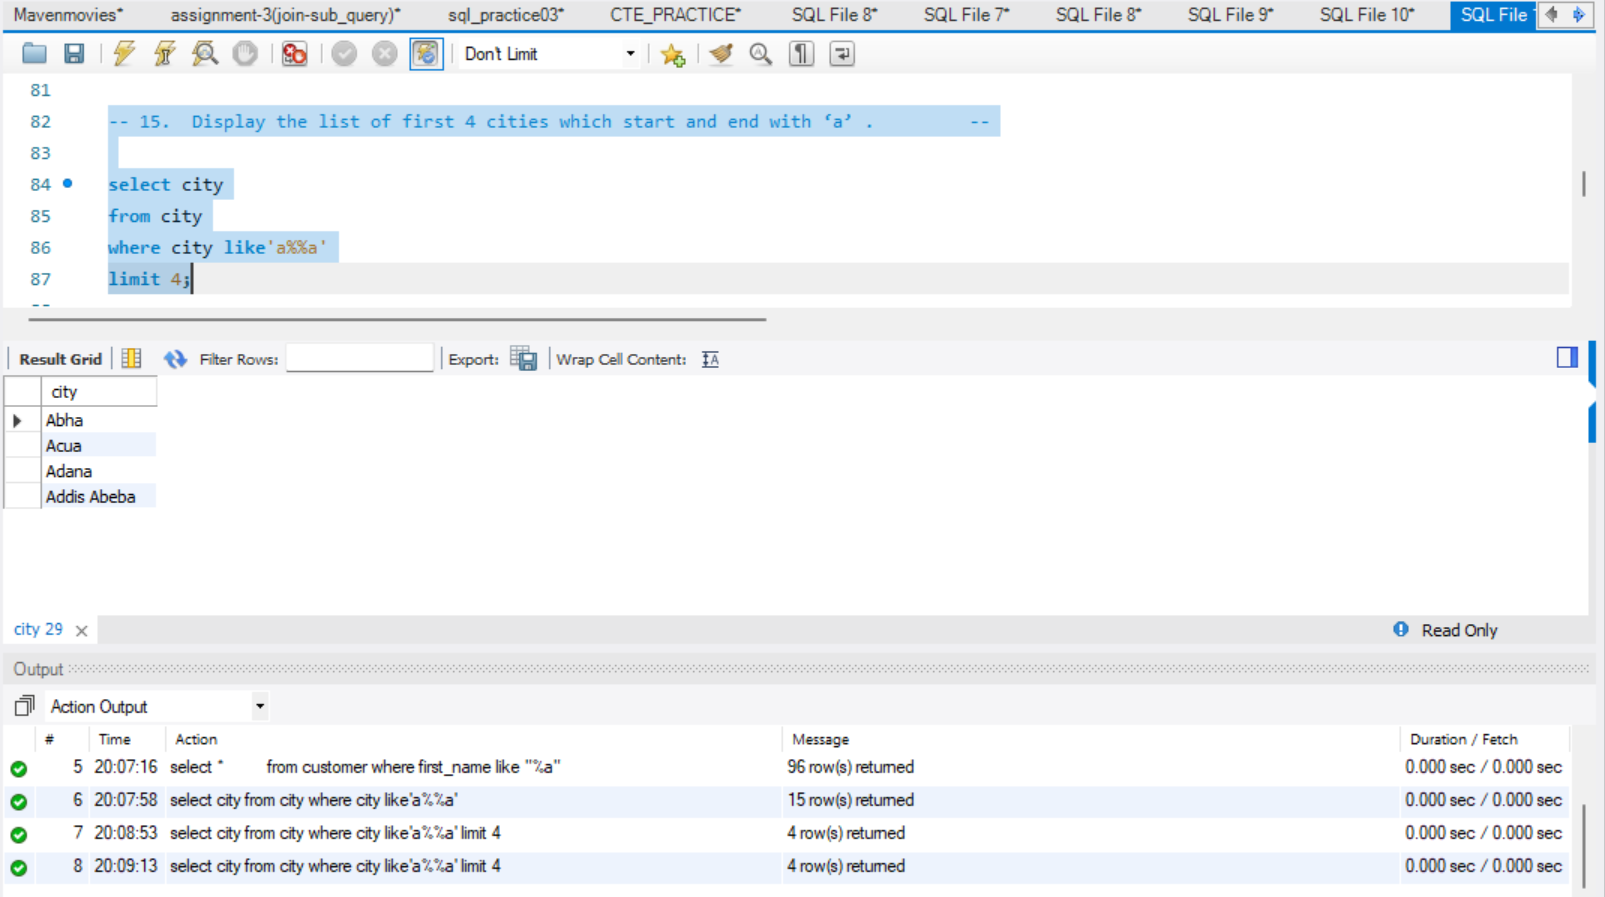 Mavenmovies* assignment-3(join-sub_query)* sql_practice03* CTE_PRACTICE* SQL File 8* SQL File 7* SQL File 8* SQL File 9* SQL File 10* SQL File
Don't Limit
81
82 -- 15.  Display the list of first 4 cities which start and end with ‘a’ . --
83
84 select city
85 from city
86 where city like'a%%a'
87 limit 4;
Result Grid Filter Rows: Export: Wrap Cell Content:
city
Abha
Acua
Adana
Addis Abeba
city 29 Read Only
Output
Action Output
# Time Action Message Duration / Fetch
5 20:07:16 select * from customer where first_name like "%a" 96 row(s) returned 0.000 sec / 0.000 sec
6 20:07:58 select city from city where city like'a%%a' 15 row(s) returned 0.000 sec / 0.000 sec
7 20:08:53 select city from city where city like'a%%a' limit 4 4 row(s) returned 0.000 sec / 0.000 sec
8 20:09:13 select city from city where city like'a%%a' limit 4 4 row(s) returned 0.000 sec / 0.000 sec